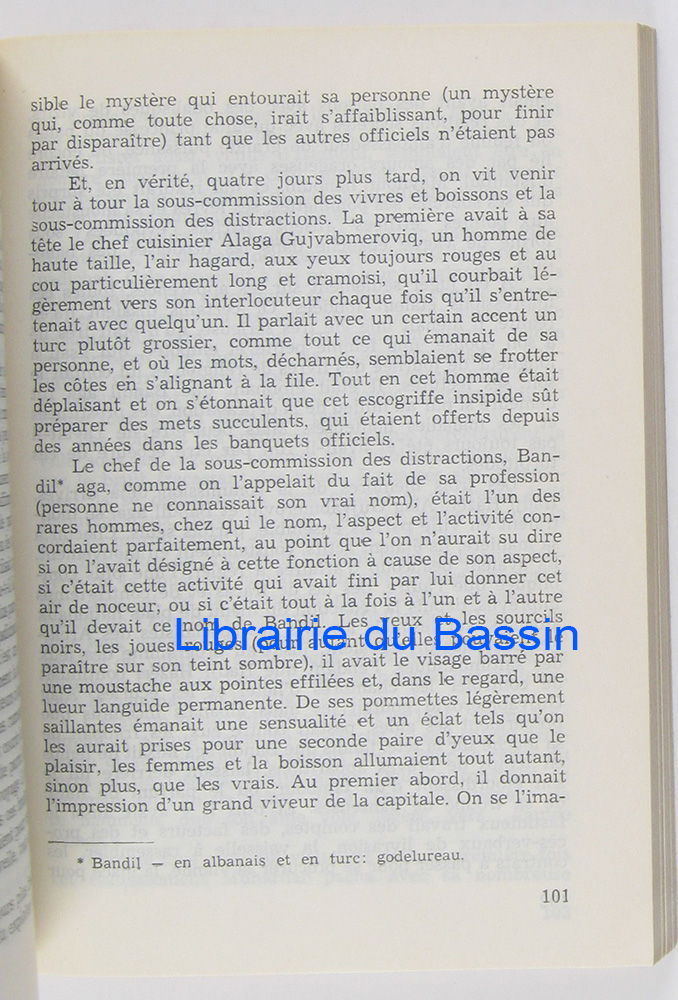 sible le mystère qui entourait sa personne (un mystère
qui, comme toute chose, irait s'affaiblissant, pour finir
par disparaître) tant que les autres officiels n'étaient pas
arrivés.
Et, en vérité, quatre jours plus tard, on vit venir
tour à tour la sous-commission des vivres et boissons et la
sous-commission des distractions. La première avait à sa
tête le chef cuisinier Alaga Gujvabmeroviq, un homme de
haute taille, l'air hagard, aux yeux toujours rouges et au
cou particulièrement long et cramoisi, qu'il courbait lé-
gèrement vers son interlocuteur chaque fois qu'il s'entre-
tenait avec quelqu'un. Il parlait avec un certain accent un
turc plutôt grossier, comme tout ce qui émanait de sa
personne, et où les mots, décharnés, semblaient se frotter
les côtes en s'alignant à la file. Tout en cet homme était
déplaisant et on s'étonnait que cet escogriffe insipide sût
préparer des mets succulents, qui étaient offerts depuis
des années dans les banquets officiels.
Le chef de la sous-commission des distractions, Ban-
dil* aga, comme on l'appelait du fait de sa profession
(personne ne connaissait son vrai nom), était l'un des
rares hommes, chez qui le nom, l'aspect et l'activité con-
cordaient parfaitement, au point que l'on n'aurait su dire
si on l'avait désigné à cette fonction à cause de son aspect,
si c'était cette activité qui avait fini par lui donner cet
air de noceur, ou si c'était tout à la fois à l'un et à l'autre
qu'il devait ce nom de Bandil. Les yeux et les sourcils
Librairie du Bassin
noirs, les joues rouges (pour autant qu'elles pouvaient le
paraître sur son teint sombre), il avait le visage barré par
une moustache aux pointes effilées et, dans le regard, une
lueur languide permanente. De ses pommettes légèrement
saillantes émanait une sensualité et un éclat tels qu'on
les aurait prises pour une seconde paire d'yeux que le
plaisir, les femmes et la boisson allumaient tout autant,
sinon plus, que les vrais. Au premier abord, il donnait
l'impression d'un grand viveur de la capitale. On se l'ima-
* Bandil — en albanais et en turc: godelureau.
101